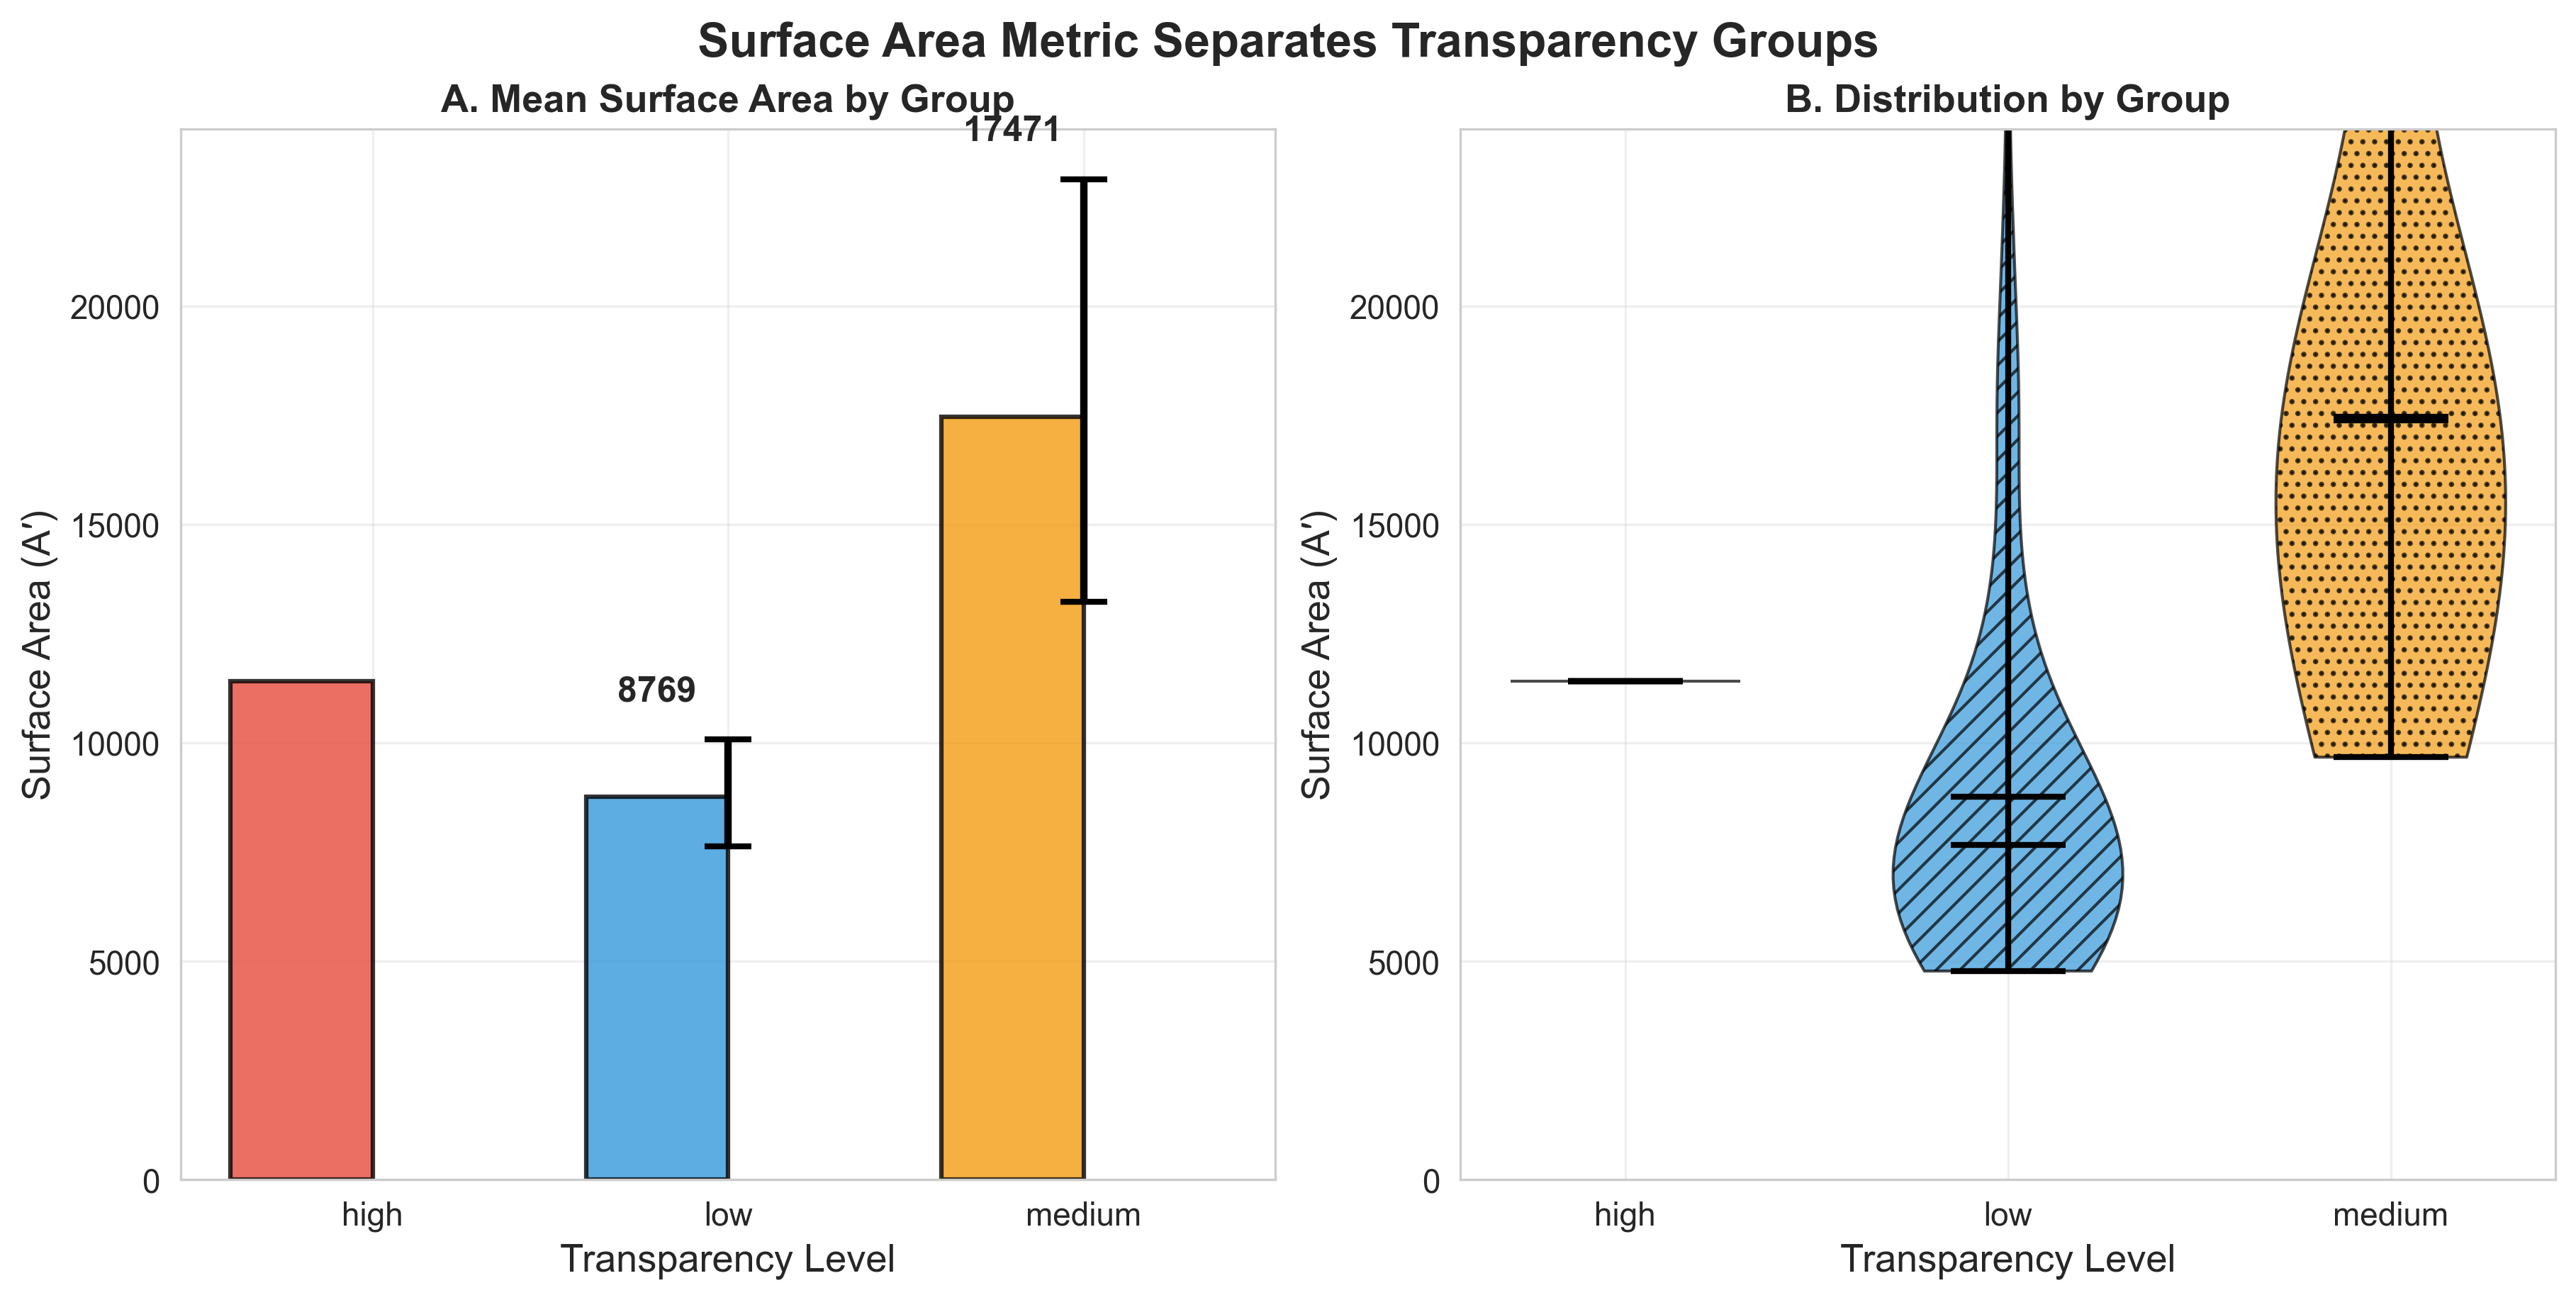 Surface Area Metric Separates Transparency Groups
A. Mean Surface Area by Group
17471
20000
15000
10000
5000
0
8769
Surface Area (A')
high
low
medium
Transparency Level
B. Distribution by Group
20000
15000
10000
5000
0
Surface Area (A')
high
low
medium
Transparency Level